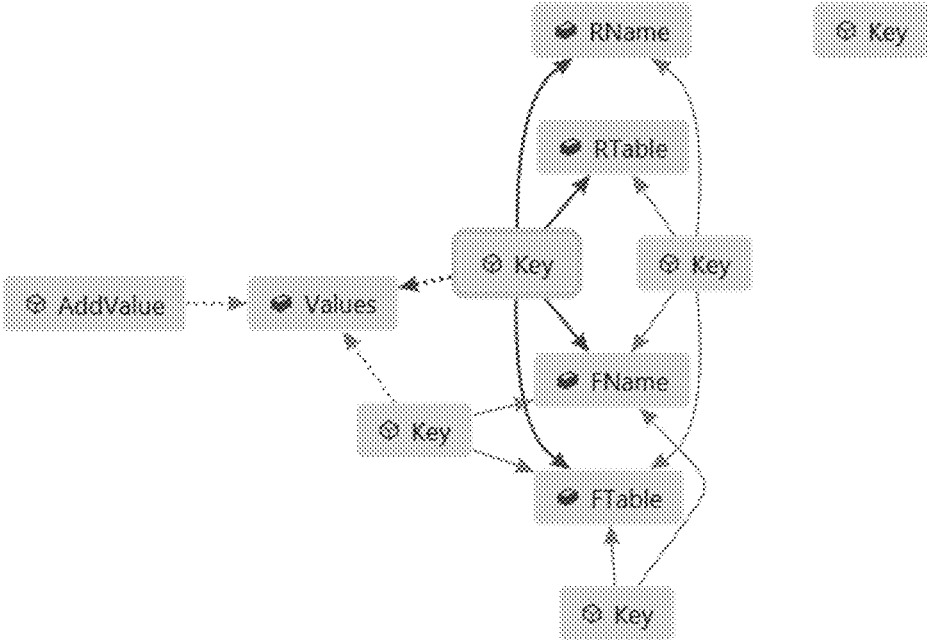 RName
Key
RTable
Key
Key
AddValue
Values
FName
Key
FTable
Key